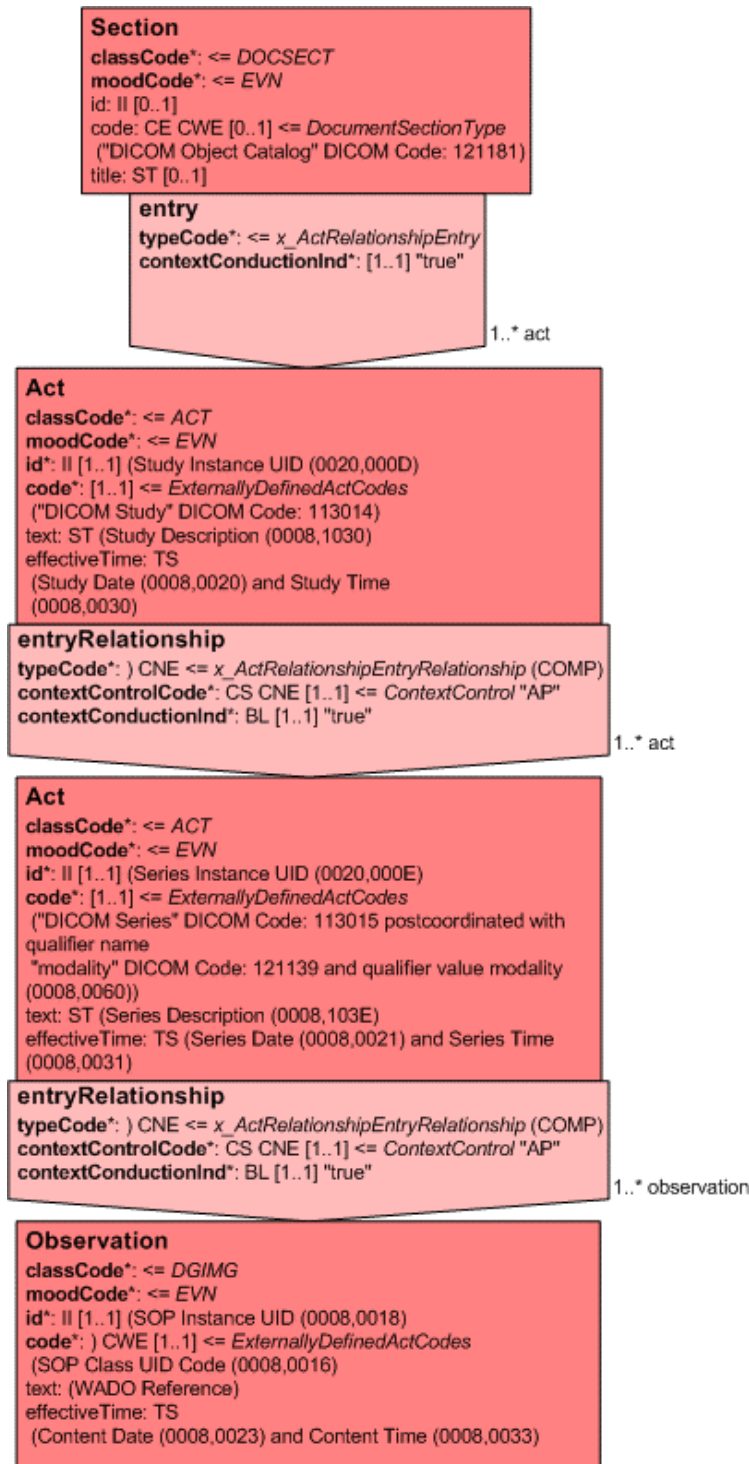 Section
classCode*: <= DOCSECT
moodCode*: <= EVN
id: II [0..1]
code: CE CWE [0..1] <= DocumentSectionType
("DICOM Object Catalog" DICOM Code: 121181)
title: ST [0..1]
entry
typeCode*: <= x_ActRelationshipEntry
contextConductionInd*: [1..1] "true"
1..* act
Act
classCode*: <= ACT
moodCode*: <= EVN
id*: II [1..1] (Study Instance UID (0020,000D)
code*: [1..1] <= ExternallyDefinedActCodes
("DICOM Study" DICOM Code: 113014)
text: ST (Study Description (0008,1030)
effectiveTime: TS
(Study Date (0008,0020) and Study Time
(0008,0030)
entryRelationship
typeCode*: ) CNE <= x_ActRelationshipEntryRelationship (COMP)
contextControlCode*: CS CNE [1..1] <= ContextControl "AP"
contextConductionInd*: BL [1..1] "true"
1..* act
Act
classCode*: <= ACT
moodCode*: <= EVN
id*: II [1..1] (Series Instance UID (0020,000E)
code*: [1..1] <= ExternallyDefinedActCodes
("DICOM Series" DICOM Code: 113015 postcoordinated with
qualifier name
"modality" DICOM Code: 121139 and qualifier value modality
(0008,0060))
text: ST (Series Description (0008,103E)
effectiveTime: TS (Series Date (0008,0021) and Series Time
(0008,0031)
entryRelationship
typeCode*: ) CNE <= x_ActRelationshipEntryRelationship (COMP)
contextControlCode*: CS CNE [1..1] <= ContextControl "AP"
contextConductionInd*: BL [1..1] "true"
1..* observation
Observation
classCode*: <= DGIMG
moodCode*: <= EVN
id*: II [1..1] (SOP Instance UID (0008,0018)
code*: ) CWE [1..1] <= ExternallyDefinedActCodes
(SOP Class UID Code (0008,0016)
text: (WADO Reference)
effectiveTime: TS
(Content Date (0008,0023) and Content Time (0008,0033)